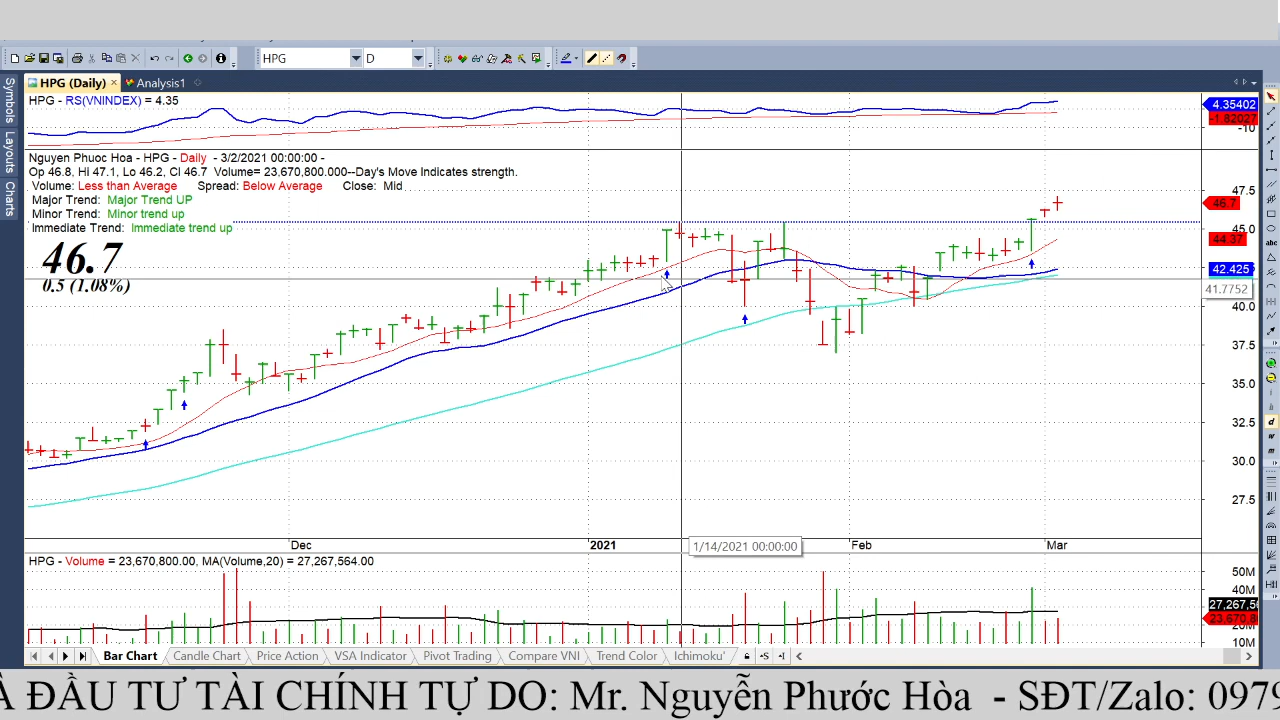 HPG D
HPG (Daily) × Analysis1
Symbols
Layouts
Charts
HPG - RS(VNINDEX) = 4.35
4.35402
-1.82027
-10
Nguyen Phuoc Hoa - HPG - Daily - 3/2/2021 00:00:00 -
Op 46.8, Hi 47.1, Lo 46.2, Cl 46.7 Volume= 23,670,800.000--Day's Move Indicates strength.
Volume: Less than Average Spread: Below Average Close: Mid
Major Trend: Major Trend UP
Minor Trend: Minor trend up
Immediate Trend: Immediate trend up
46.7
0.5 (1.08%)
47.5
46.7
45.0
44.37
42.425
41.7752
40.0
37.5
35.0
32.5
30.0
27.5
Dec 2021 1/14/2021 00:00:00 Feb Mar
HPG - Volume = 23,670,800.00, MA(Volume,20) = 27,267,564.00
50M
40M
27,267,56
23,670,8
20M
10M
Bar Chart Candle Chart Price Action VSA Indicator Pivot Trading Compare VNI Trend Color Ichimoku'
À ĐẦU TƯ TÀI CHÍNH TỰ DO: Mr. Nguyễn Phước Hòa - SĐT/Zalo: 0979